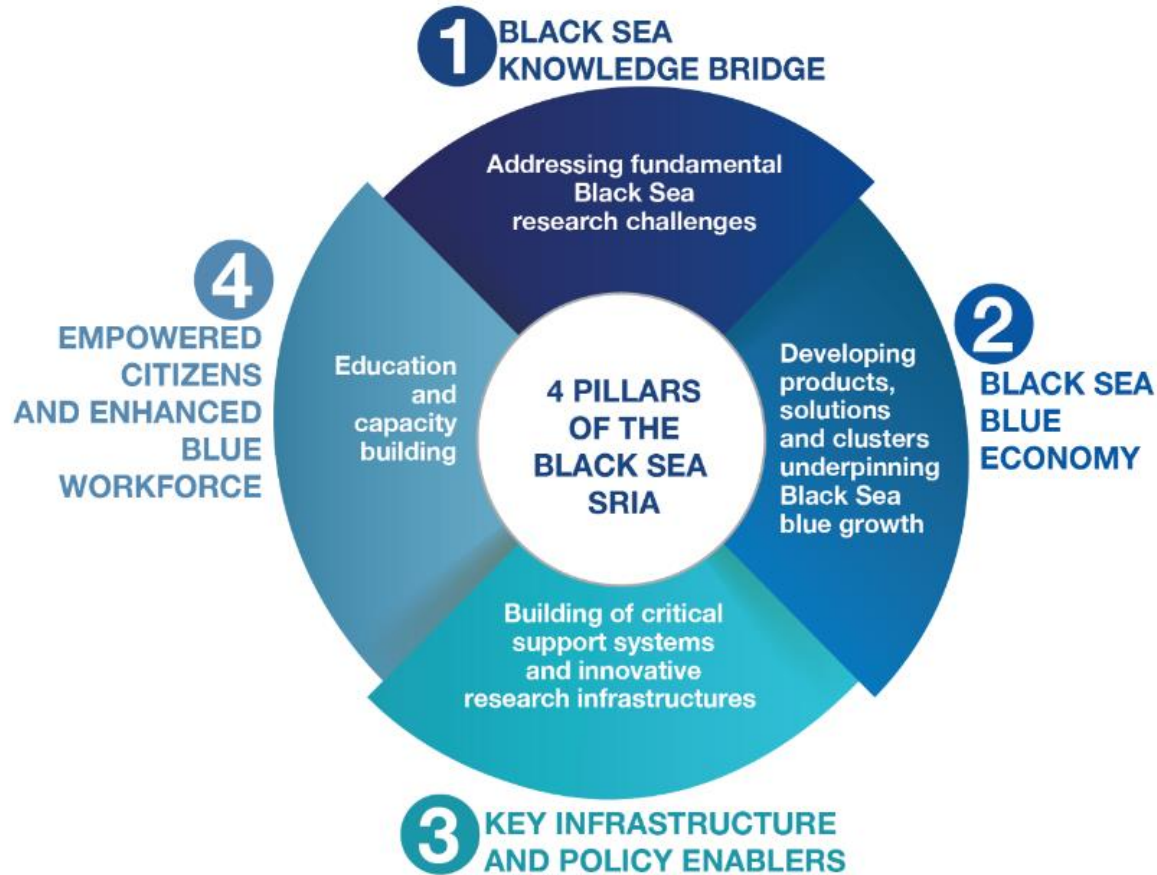 1
BLACK SEA
KNOWLEDGE BRIDGE
Addressing fundamental
Black Sea
research challenges
2
BLACK SEA
BLUE
ECONOMY
Developing
products,
solutions
and clusters
underpinning
Black Sea
blue growth
4 PILLARS
OF THE
BLACK SEA
SRIA
3
KEY INFRASTRUCTURE
AND POLICY ENABLERS
Building of critical
support systems
and innovative
research infrastructures
4
EMPOWERED
CITIZENS
AND ENHANCED
BLUE
WORKFORCE
Education
and
capacity
building